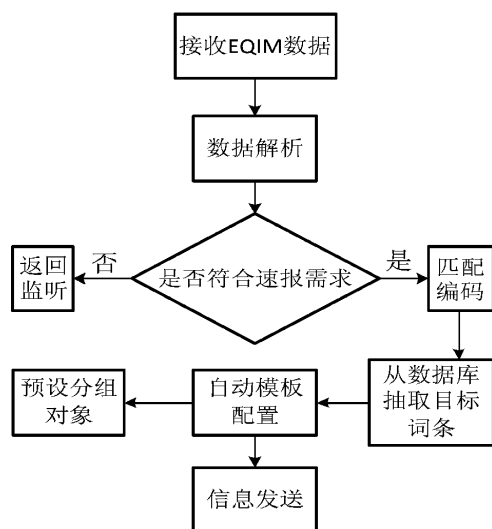 接收EQIM数据
数据解析
是否符合速报需求
否
是
返回
监听
匹配
编码
从数据库
抽取目标
词条
自动模板
配置
预设分组
对象
信息发送